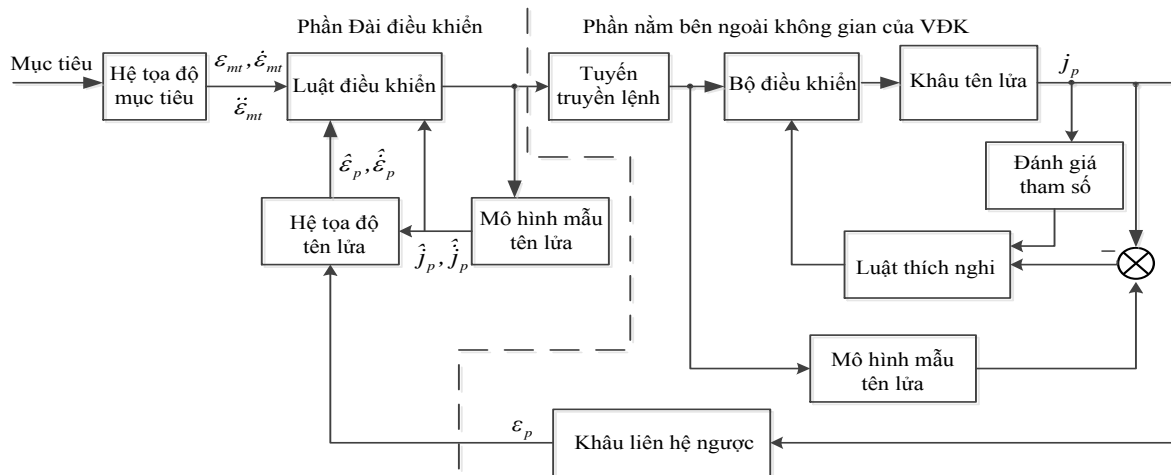 Phần Đài điều khiển
Phần nằm bên ngoài không gian của VĐK
Mục tiêu
Hệ tọa độ
mục tiêu
ε_mt, ε̇_mt
ε̈_mt
Luật điều khiển
Tuyến
truyền lệnh
Bộ điều khiển
Khâu tên lửa
j_p
Đánh giá
tham số
ε̂_p, ε̇̂_p
Hệ tọa độ
tên lửa
Mô hình mẫu
tên lửa
ĵ_p, j̇̂_p
Luật thích nghi
−
Mô hình mẫu
tên lửa
ε_p
Khâu liên hệ ngược